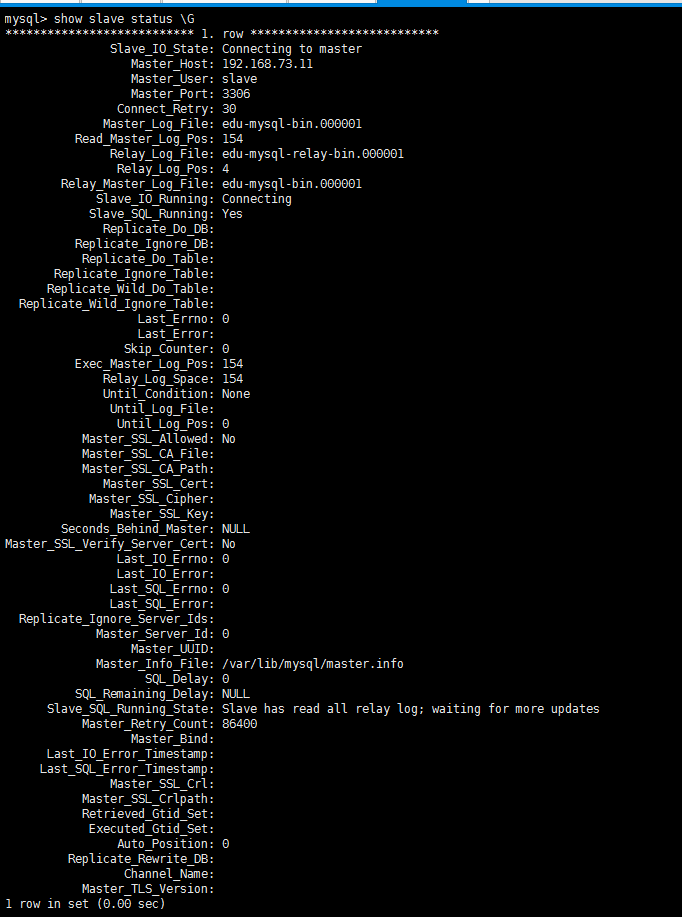 mysql> show slave status \G
*************************** 1. row ***************************
Slave_IO_State: Connecting to master
Master_Host: 192.168.73.11
Master_User: slave
Master_Port: 3306
Connect_Retry: 30
Master_Log_File: edu-mysql-bin.000001
Read_Master_Log_Pos: 154
Relay_Log_File: edu-mysql-relay-bin.000001
Relay_Log_Pos: 4
Relay_Master_Log_File: edu-mysql-bin.000001
Slave_IO_Running: Connecting
Slave_SQL_Running: Yes
Replicate_Do_DB:
Replicate_Ignore_DB:
Replicate_Do_Table:
Replicate_Ignore_Table:
Replicate_Wild_Do_Table:
Replicate_Wild_Ignore_Table:
Last_Errno: 0
Last_Error:
Skip_Counter: 0
Exec_Master_Log_Pos: 154
Relay_Log_Space: 154
Until_Condition: None
Until_Log_File:
Until_Log_Pos: 0
Master_SSL_Allowed: No
Master_SSL_CA_File:
Master_SSL_CA_Path:
Master_SSL_Cert:
Master_SSL_Cipher:
Master_SSL_Key:
Seconds_Behind_Master: NULL
Master_SSL_Verify_Server_Cert: No
Last_IO_Errno: 0
Last_IO_Error:
Last_SQL_Errno: 0
Last_SQL_Error:
Replicate_Ignore_Server_Ids:
Master_Server_Id: 0
Master_UUID:
Master_Info_File: /var/lib/mysql/master.info
SQL_Delay: 0
SQL_Remaining_Delay: NULL
Slave_SQL_Running_State: Slave has read all relay log; waiting for more updates
Master_Retry_Count: 86400
Master_Bind:
Last_IO_Error_Timestamp:
Last_SQL_Error_Timestamp:
Master_SSL_Crl:
Master_SSL_Crlpath:
Retrieved_Gtid_Set:
Executed_Gtid_Set:
Auto_Position: 0
Replicate_Rewrite_DB:
Channel_Name:
Master_TLS_Version:
1 row in set (0.00 sec)